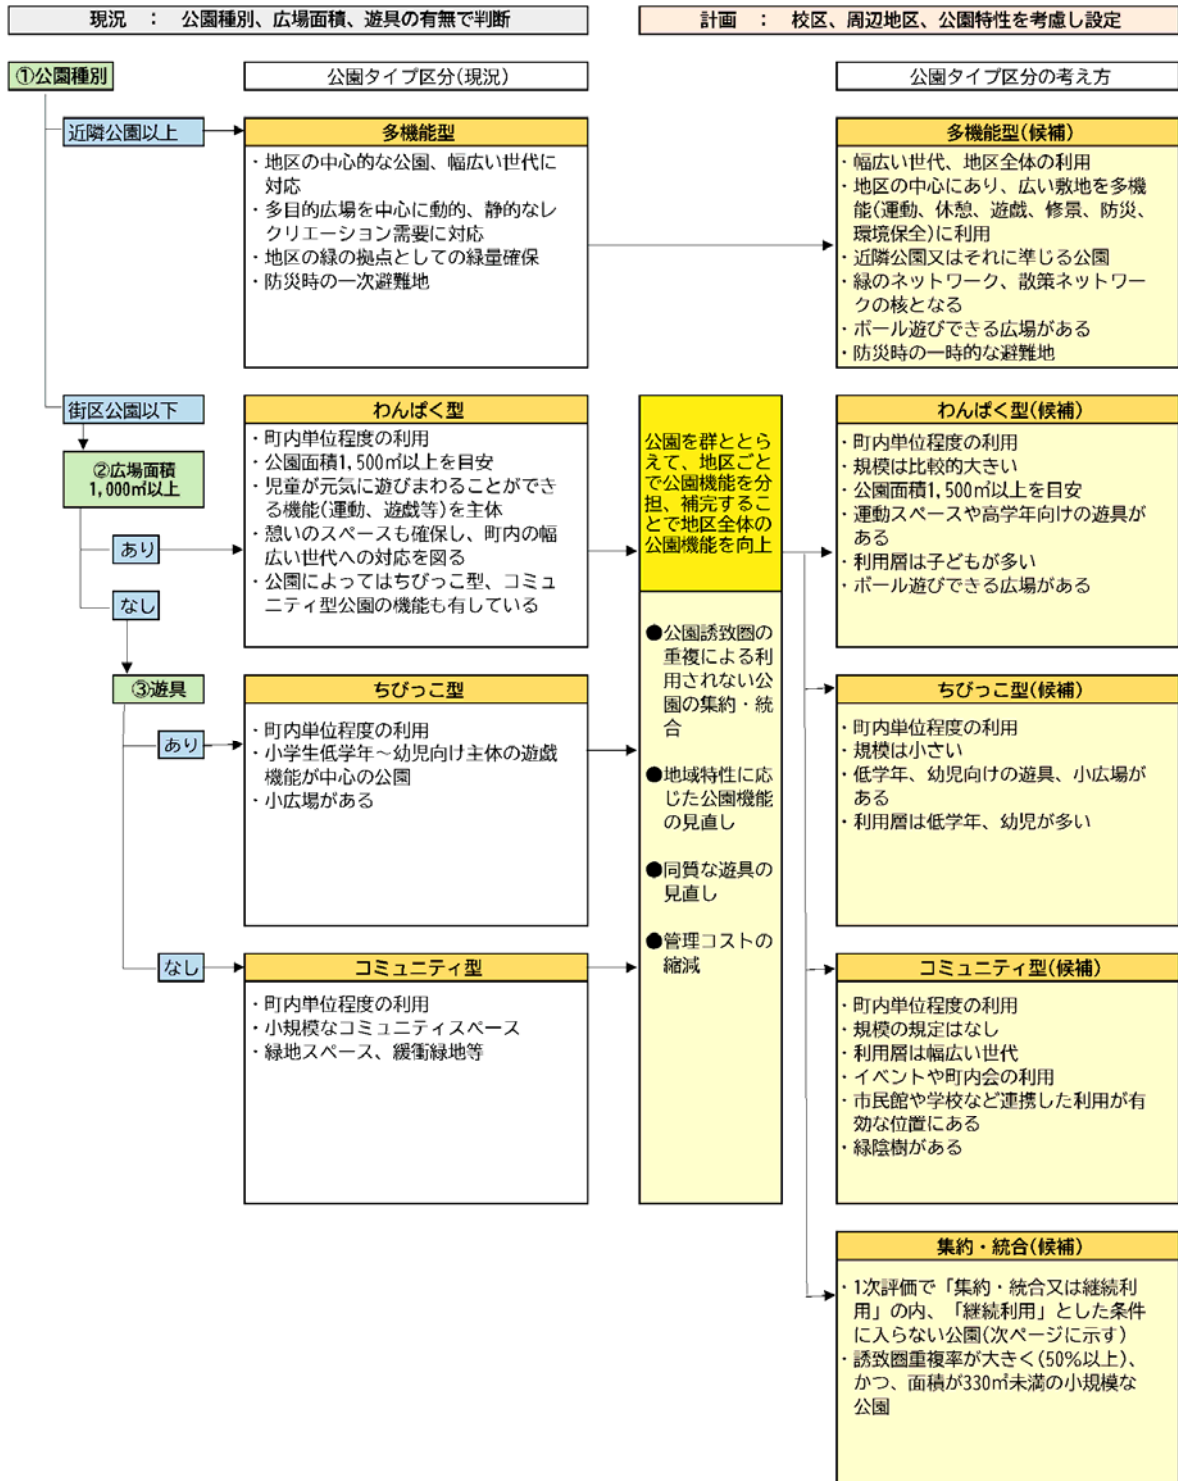 現況 ： 公園種別、広場面積、遊具の有無で判断
計画 ： 校区、周辺地区、公園特性を考慮し設定
①公園種別
公園タイプ区分(現況)
公園タイプ区分の考え方
近隣公園以上
多機能型
・地区の中心的な公園、幅広い世代に
対応
・多目的広場を中心に動的、静的なレ
クリエーション需要に対応
・地区の緑の拠点としての緑量確保
・防災時の一次避難地
多機能型(候補)
・幅広い世代、地区全体の利用
・地区の中心にあり、広い敷地を多機
能(運動、休憩、遊戯、修景、防災、
環境保全)に利用
・近隣公園又はそれに準じる公園
・緑のネットワーク、散策ネットワー
クの核となる
・ボール遊びできる広場がある
・防災時の一時的な避難地
街区公園以下
②広場面積
1,000㎡以上
あり
なし
わんぱく型
・町内単位程度の利用
・公園面積1,500㎡以上を目安
・児童が元気に遊びまわることができ
る機能(運動、遊戯等)を主体
・憩いのスペースも確保し、町内の幅
広い世代への対応を図る
・公園によってはちびっこ型、コミュ
ニティ型公園の機能も有している
公園を群ととら
えて、地区ごと
で公園機能を分
担、補完するこ
とで地区全体の
公園機能を向上
●公園誘致圏の
重複による利
用されない公
園の集約・統
合
●地域特性に応
じた公園機能
の見直し
●同質な遊具の
見直し
●管理コストの
縮減
わんぱく型(候補)
・町内単位程度の利用
・規模は比較的大きい
・公園面積1,500㎡以上を目安
・運動スペースや高学年向けの遊具が
ある
・利用層は子どもが多い
・ボール遊びできる広場がある
③遊具
あり
なし
ちびっこ型
・町内単位程度の利用
・小学生低学年～幼児向け主体の遊戯
機能が中心の公園
・小広場がある
ちびっこ型(候補)
・町内単位程度の利用
・規模は小さい
・低学年、幼児向けの遊具、小広場が
ある
・利用層は低学年、幼児が多い
コミュニティ型
・町内単位程度の利用
・小規模なコミュニティスペース
・緑地スペース、緩衝緑地等
コミュニティ型(候補)
・町内単位程度の利用
・規模の規定はなし
・利用層は幅広い世代
・イベントや町内会の利用
・市民館や学校など連携した利用が有
効な位置にある
・緑陰樹がある
集約・統合(候補)
・1次評価で「集約・統合又は継続利
用」の内、「継続利用」とした条件
に入らない公園(次ページに示す)
・誘致圏重複率が大きく(50%以上)、
かつ、面積が330㎡未満の小規模な
公園